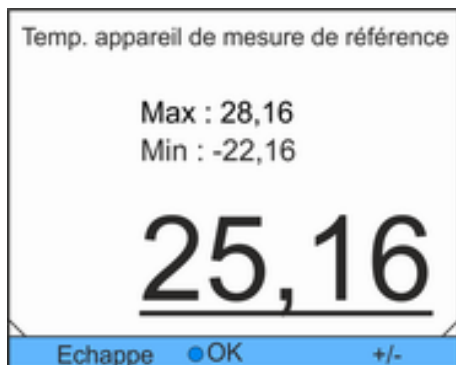 Temp. appareil de mesure de référence
Max : 28,16
Min : -22,16
25,16
Echappe OK +/-